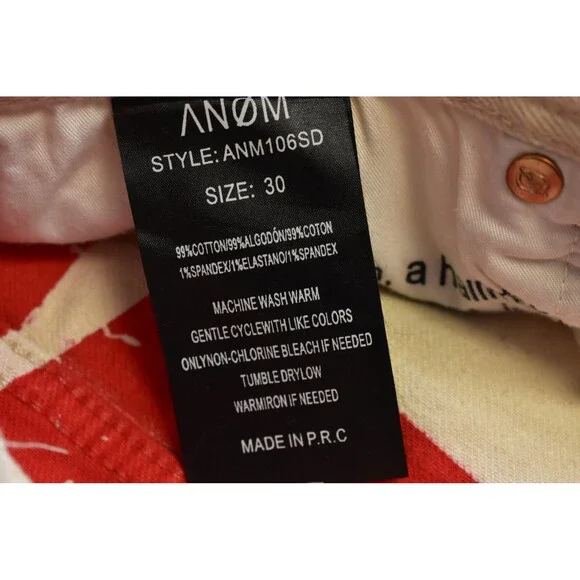 ΛNØM
STYLE: ANM106SD
SIZE: 30
99%COTTON/99%ALGODÓN/99%COTON
1%SPANDEX/1%ELASTANO/1%SPANDEX
MACHINE WASH WARM
GENTLE CYCLEWITH LIKE COLORS
ONLYNON-CHLORINE BLEACH IF NEEDED
TUMBLE DRYLOW
WARMIRON IF NEEDED
MADE IN P.R.C
a